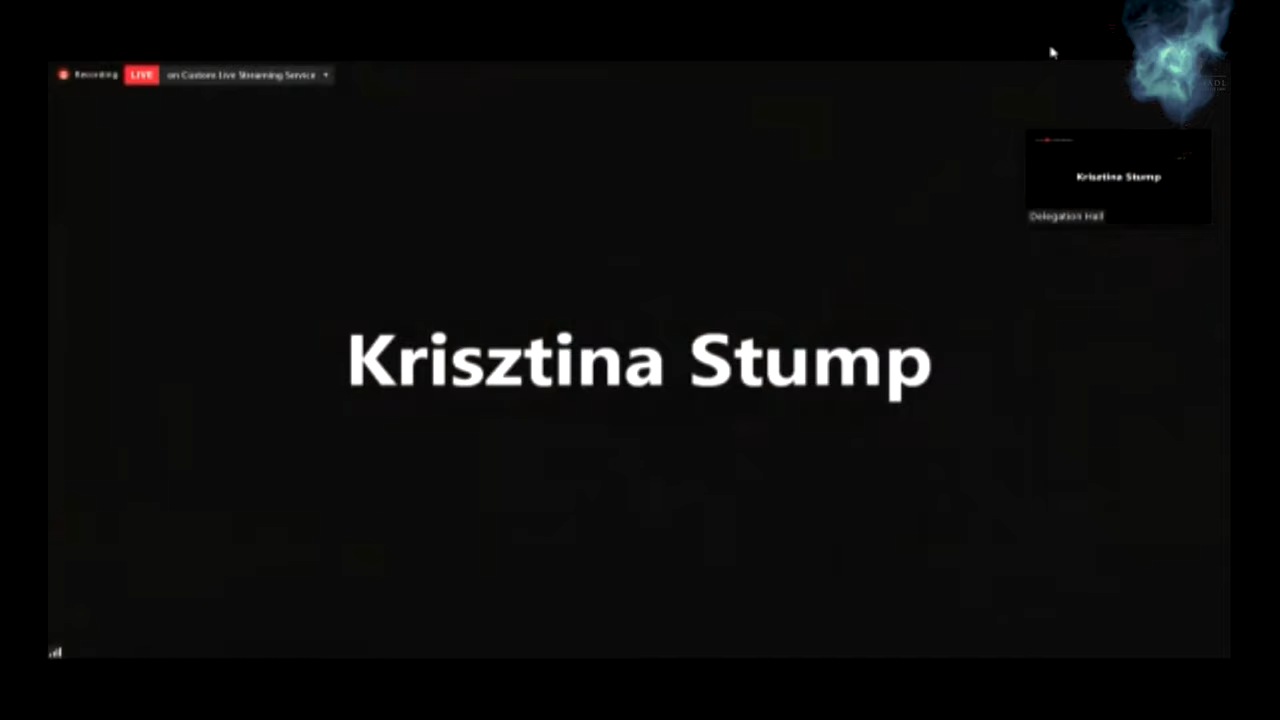 Recording LIVE on Custom Live Streaming Service
Krisztina Stump
Delegation Hall
Krisztina Stump